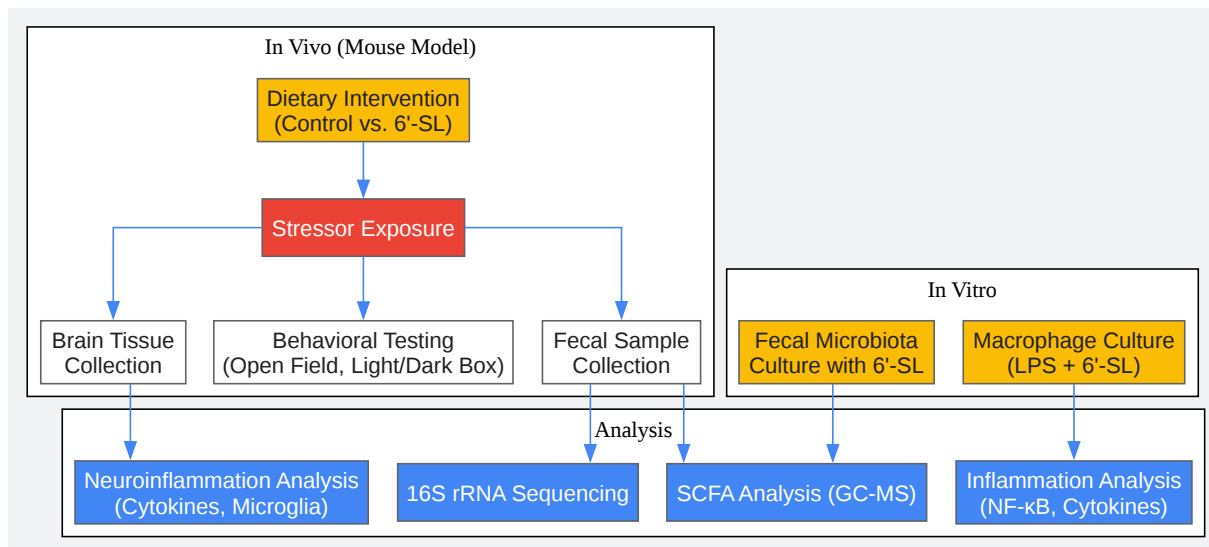 In Vivo (Mouse Model)
Dietary Intervention
(Control vs. 6'-SL)
Stressor Exposure
Brain Tissue
Collection
Behavioral Testing
(Open Field, Light/Dark Box)
Fecal Sample
Collection
In Vitro
Fecal Microbiota
Culture with 6'-SL
Macrophage Culture
(LPS + 6'-SL)
Analysis
Neuroinflammation Analysis
(Cytokines, Microglia)
16S rRNA Sequencing
SCFA Analysis (GC-MS)
Inflammation Analysis
(NF-κB, Cytokines)